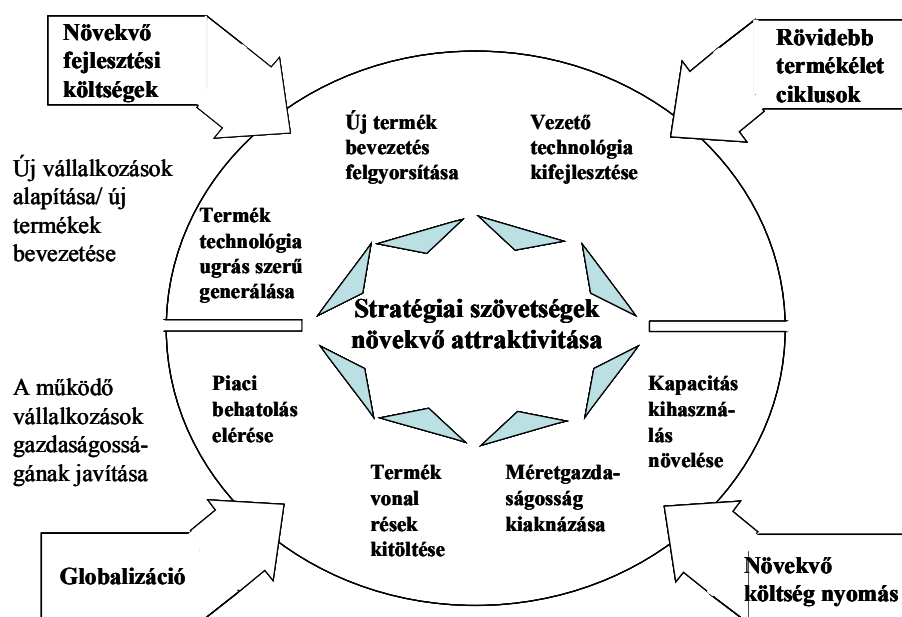 Növekvő
fejlesztési
költségek
Rövidebb
termékélet
ciklusok
Új termék
bevezetés
felgyorsítása
Vezető
technológia
kifejlesztése
Új vállalkozások
alapítása/ új
termékek
bevezetése
Termék
technológia
ugrás szerű
generálása
Stratégiai szövetségek
növekvő attraktivitása
A működő
vállalkozások
gazdaságossá-
gának javítása
Piaci
behatolás
elérése
Kapacitás
kihasználá-
lás
növelése
Termék
vonal
rések
kitöltése
Méretgazda-
ságosság
kiaknázása
Globalizáció
Növekvő
költség nyomás